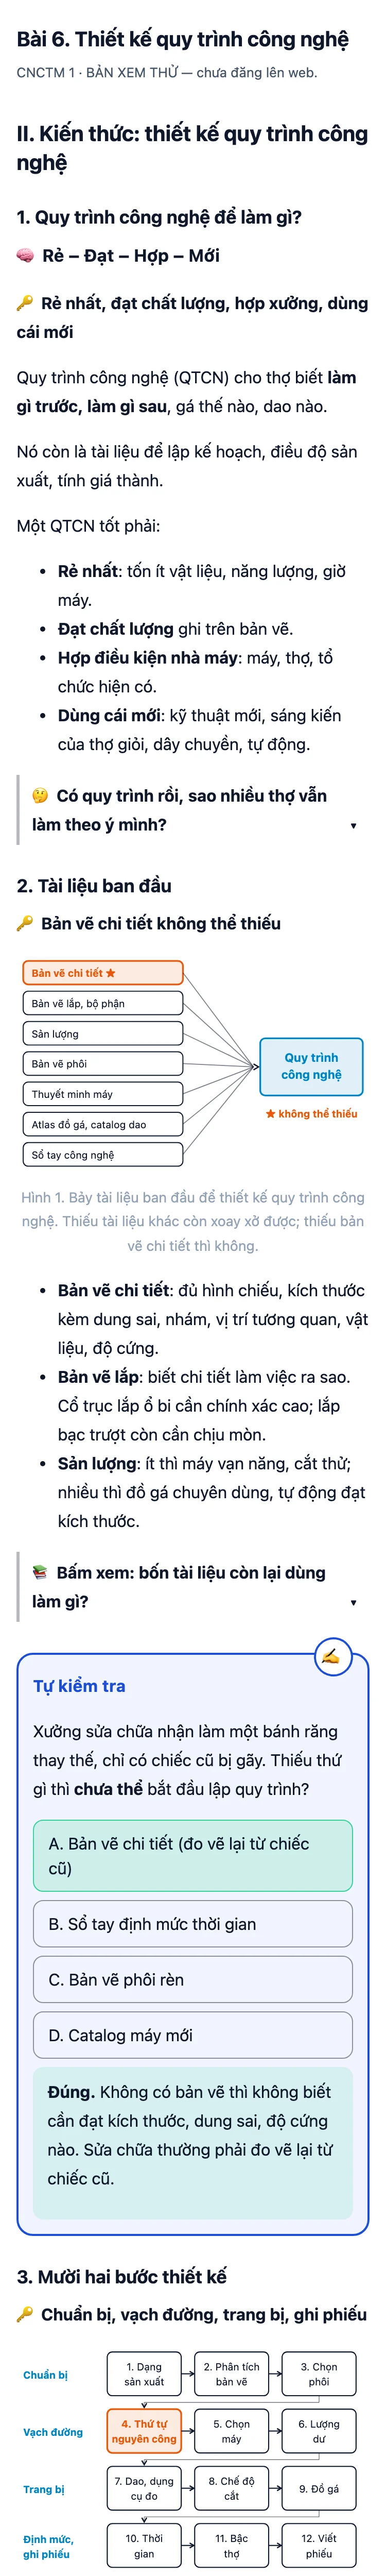 Bài 6. Thiết kế quy trình công nghệ
CNCTM 1 · BẢN XEM THỬ — chưa đăng lên web.
II. Kiến thức: thiết kế quy trình công
nghệ
1. Quy trình công nghệ để làm gì?
🧠 Rẻ – Đạt – Hợp – Mới
🔑 Rẻ nhất, đạt chất lượng, hợp xưởng, dùng
cái mới
Quy trình công nghệ (QTCN) cho thợ biết làm
gì trước, làm gì sau, gá thế nào, dao nào.
Nó còn là tài liệu để lập kế hoạch, điều độ sản
xuất, tính giá thành.
Một QTCN tốt phải:
• Rẻ nhất: tốn ít vật liệu, năng lượng, giờ
máy.
• Đạt chất lượng ghi trên bản vẽ.
• Hợp điều kiện nhà máy: máy, thợ, tổ
chức hiện có.
• Dùng cái mới: kỹ thuật mới, sáng kiến
của thợ giỏi, dây chuyền, tự động.
🤔 Có quy trình rồi, sao nhiều thợ vẫn
làm theo ý mình? ▼
2. Tài liệu ban đầu
🔑 Bản vẽ chi tiết không thể thiếu
Bản vẽ chi tiết ★
Bản vẽ lắp, bộ phận
Sản lượng
Bản vẽ phôi
Thuyết minh máy
Atlas đồ gá, catalog dao
Sổ tay công nghệ
Quy trình
công nghệ
★ không thể thiếu
Hình 1. Bảy tài liệu ban đầu để thiết kế quy trình công
nghệ. Thiếu tài liệu khác còn xoay xở được; thiếu bản
vẽ chi tiết thì không.
• Bản vẽ chi tiết: đủ hình chiếu, kích thước
kèm dung sai, nhám, vị trí tương quan, vật
liệu, độ cứng.
• Bản vẽ lắp: biết chi tiết làm việc ra sao.
Cổ trục lắp ổ bi cần chính xác cao; lắp
bạc trượt còn cần chịu mòn.
• Sản lượng: ít thì máy vạn năng, cắt thử;
nhiều thì đồ gá chuyên dùng, tự động đạt
kích thước.
📚 Bấm xem: bốn tài liệu còn lại dùng
làm gì? ▼
✍️
Tự kiểm tra
Xưởng sửa chữa nhận làm một bánh răng
thay thế, chỉ có chiếc cũ bị gãy. Thiếu thứ
gì thì chưa thể bắt đầu lập quy trình?
A. Bản vẽ chi tiết (đo vẽ lại từ chiếc
cũ)
B. Sổ tay định mức thời gian
C. Bản vẽ phôi rèn
D. Catalog máy mới
Đúng. Không có bản vẽ thì không biết
cần đạt kích thước, dung sai, độ cứng
nào. Sửa chữa thường phải đo vẽ lại từ
chiếc cũ.
3. Mười hai bước thiết kế
🔑 Chuẩn bị, vạch đường, trang bị, ghi phiếu
Chuẩn bị
1. Dạng
sản xuất
2. Phân tích
bản vẽ
3. Chọn
phôi
Vạch đường
4. Thứ tự
nguyên công
5. Chọn
máy
6. Lượng
dư
Trang bị
7. Dao, dụng
cụ đo
8. Chế độ
cắt
9. Đồ gá
Định mức,
ghi phiếu
10. Thời
gian
11. Bậc
thợ
12. Viết
phiếu